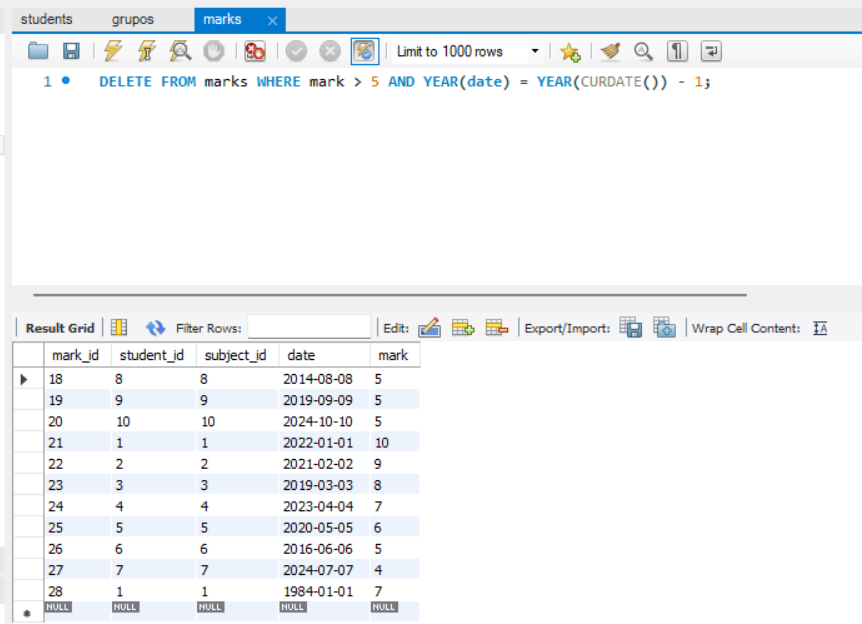 students grupos marks
Limit to 1000 rows
1 DELETE FROM marks WHERE mark > 5 AND YEAR(date) = YEAR(CURDATE()) - 1;
Result Grid Filter Rows: Edit: Export/Import: Wrap Cell Content: IA
mark_id student_id subject_id date mark
18 8 8 2014-08-08 5
19 9 9 2019-09-09 5
20 10 10 2024-10-10 5
21 1 1 2022-01-01 10
22 2 2 2021-02-02 9
23 3 3 2019-03-03 8
24 4 4 2023-04-04 7
25 5 5 2020-05-05 6
26 6 6 2016-06-06 5
27 7 7 2024-07-07 4
28 1 1 1984-01-01 7
NULL NULL NULL NULL NULL